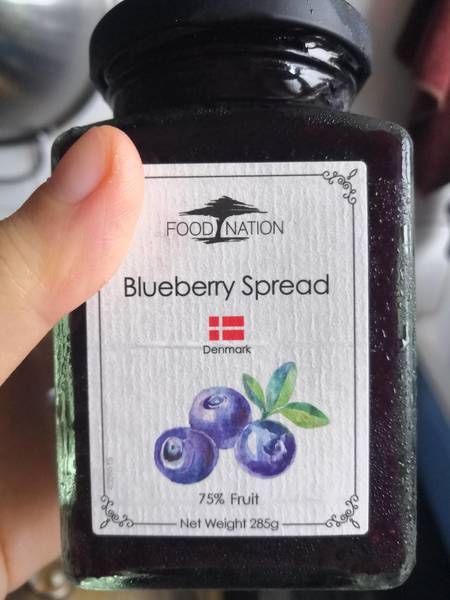 FOOD NATION
Blueberry Spread
Denmark
75% Fruit
Net Weight 285g